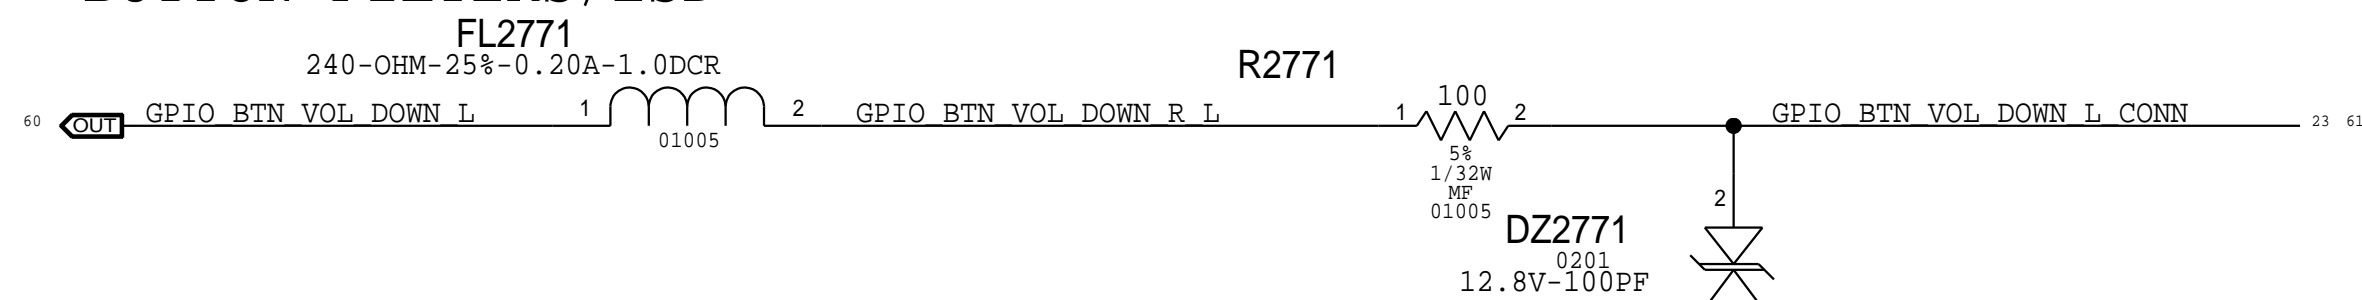 FL2771
240-OHM-25%-0.20A-1.0DCR
R2771
60 OUT GPIO_BTN_VOL_DOWN_L 1 2 GPIO_BTN_VOL_DOWN_R_L 1 100 2 GPIO_BTN_VOL_DOWN_L_CONN 23 61
01005
5%
1/32W
MF
01005
2
DZ2771
0201
12.8V-100PF